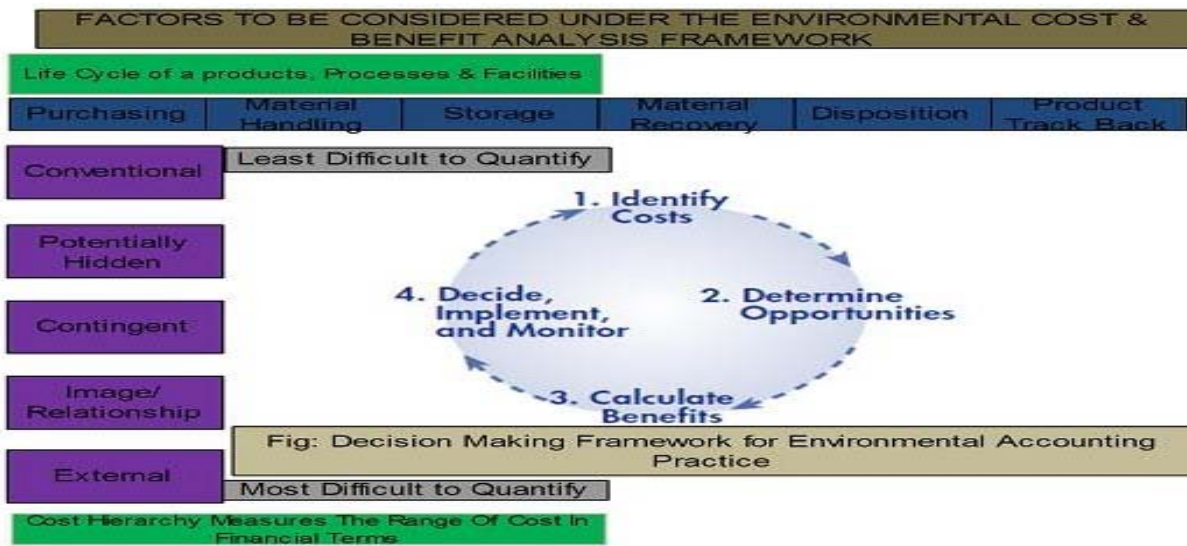 FACTORS TO BE CONSIDERED UNDER THE ENVIRONMENTAL COST &
BENEFIT ANALYSIS FRAMEWORK
Life Cycle of a products, Processes & Facilities
Purchasing
Material
Handling
Storage
Material
Recovery
Disposition
Product
Track Back
Conventional
Least Difficult to Quantify
Potentially
Hidden
Contingent
Image/
Relationship
External
1. Identify
Costs
2. Determine
Opportunities
3. Calculate
Benefits
4. Decide,
Implement,
and Monitor
Fig: Decision Making Framework for Environmental Accounting
Practice
Most Difficult to Quantify
Cost Hierarchy Measures The Range Of Cost In
Financial Terms